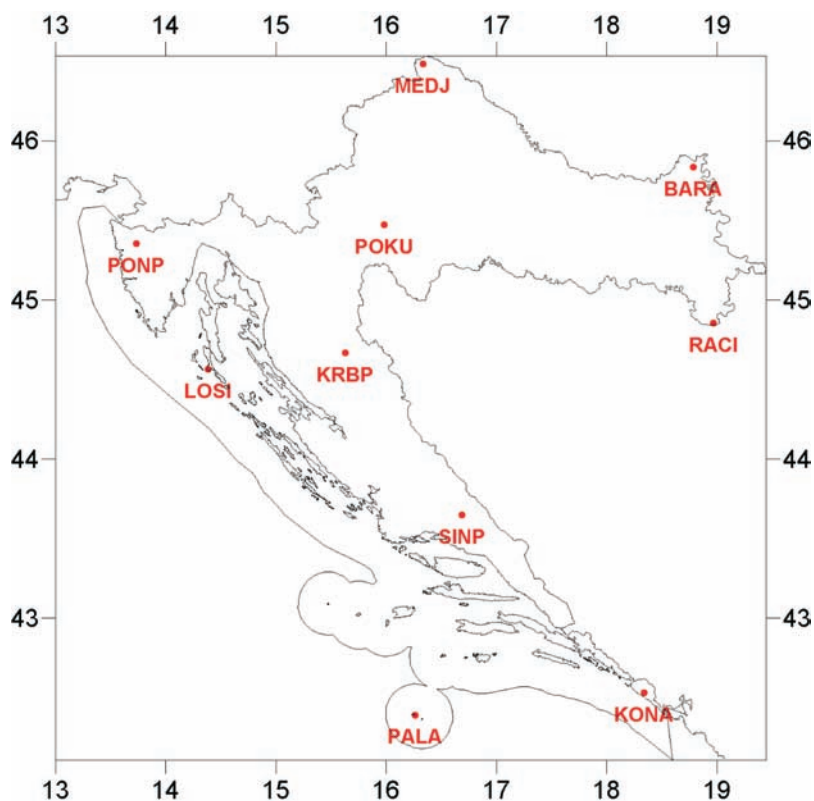 13 14 15 16 17 18 19
MEDJ
46 46
BARA
POKU
PONP
45 45
RACI
KRBP
LOSI
44 44
SINP
43 43
KONA
PALA
13 14 15 16 17 18 19